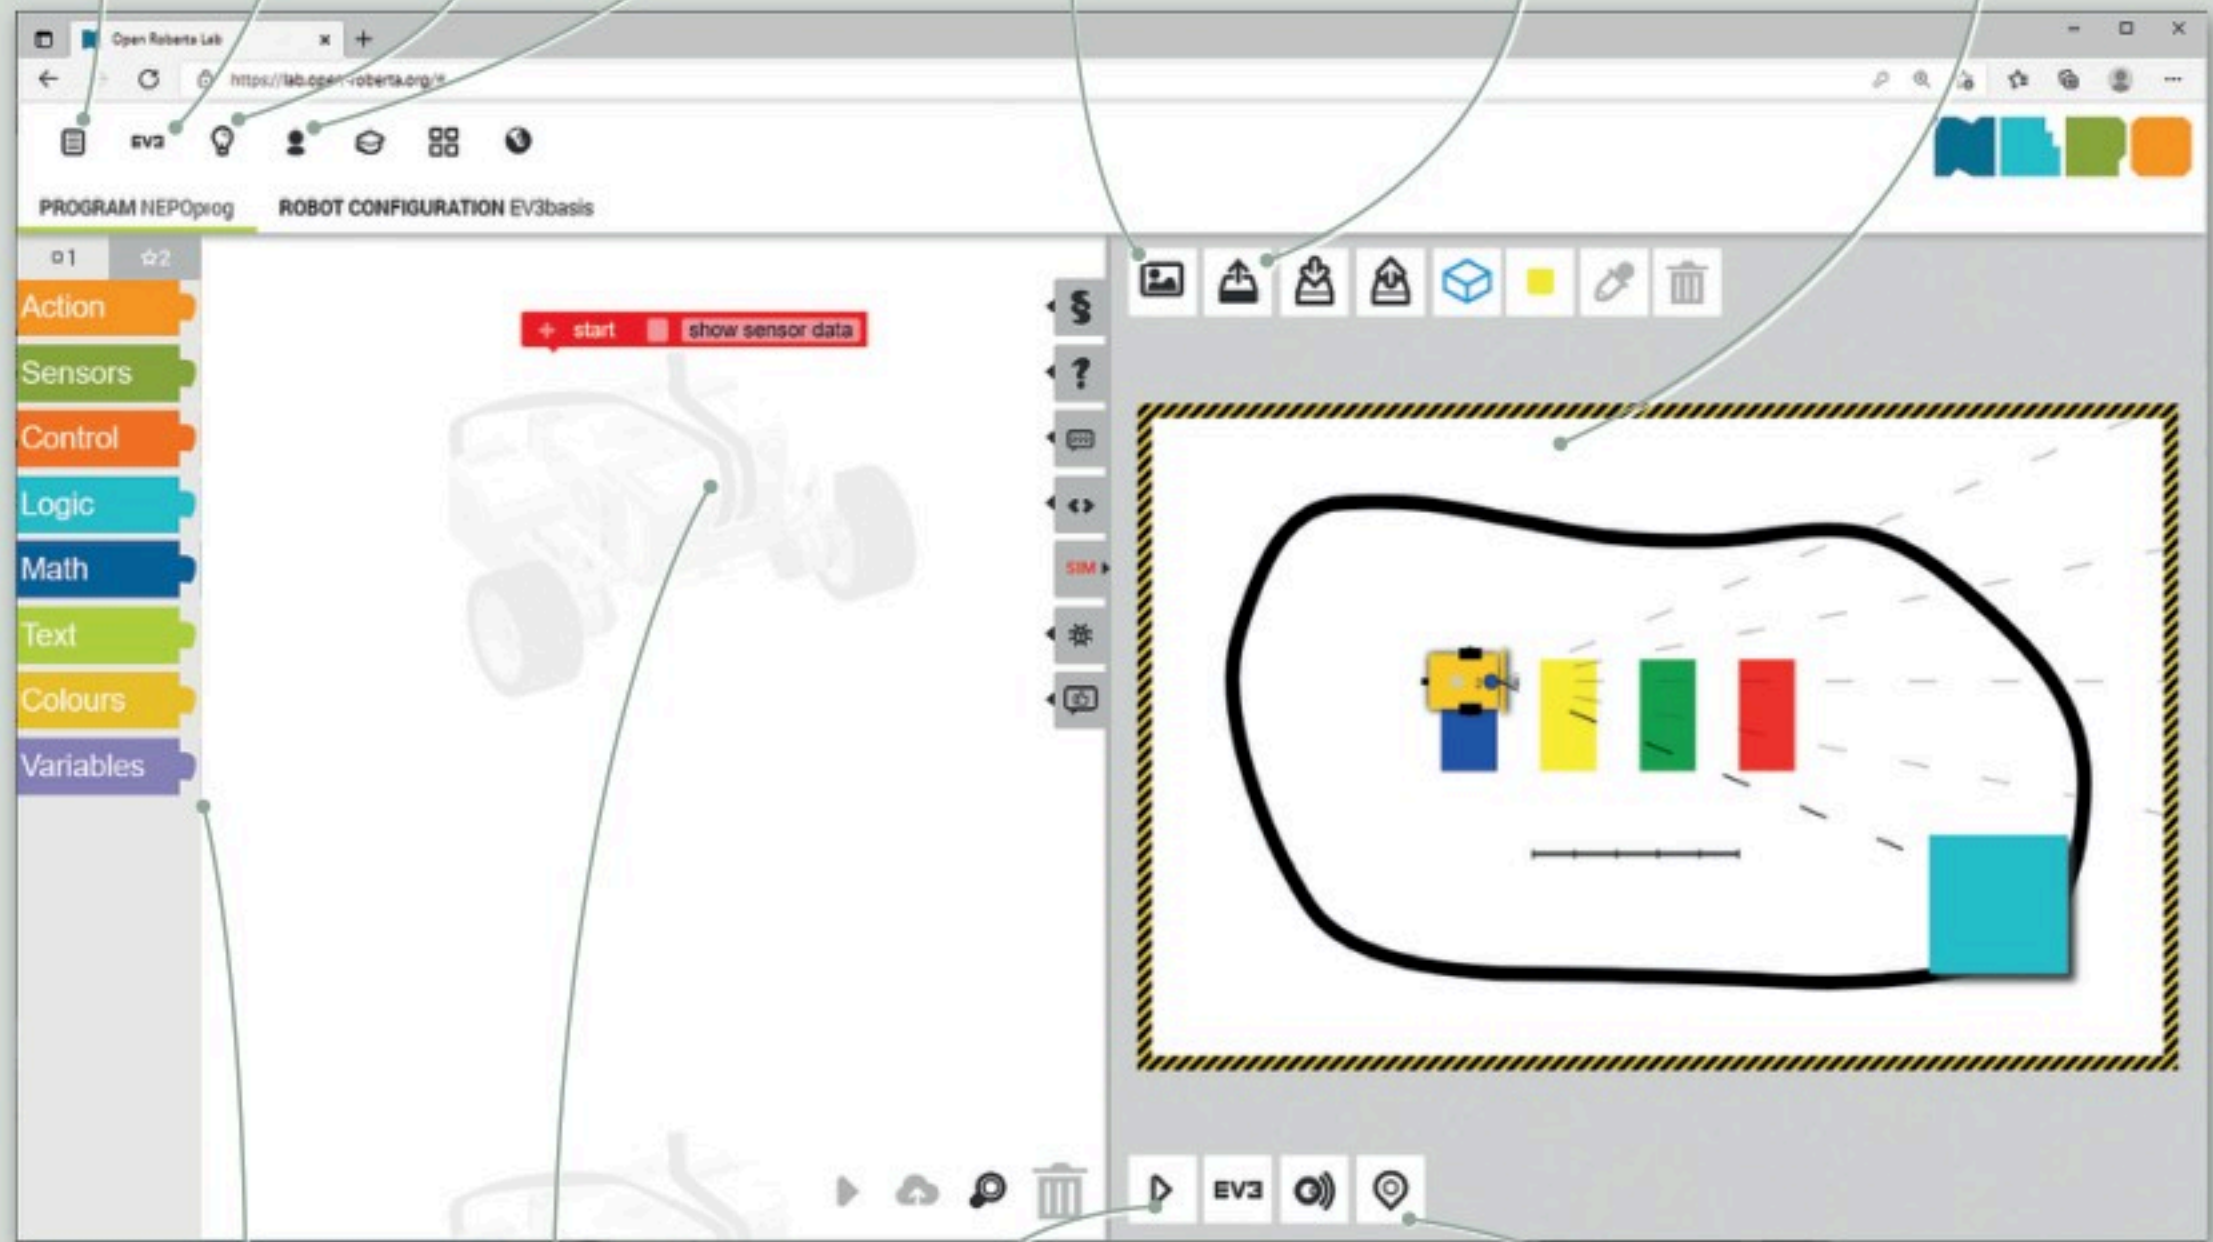 Open Roberta Lab
https://lab.open-roberta.org/#
EV3
PROGRAM NEPOprog
ROBOT CONFIGURATION EV3basis
1
2
Action
Sensors
Control
Logic
Math
Text
Colours
Variables
+ start show sensor data
?
SIM
EV3